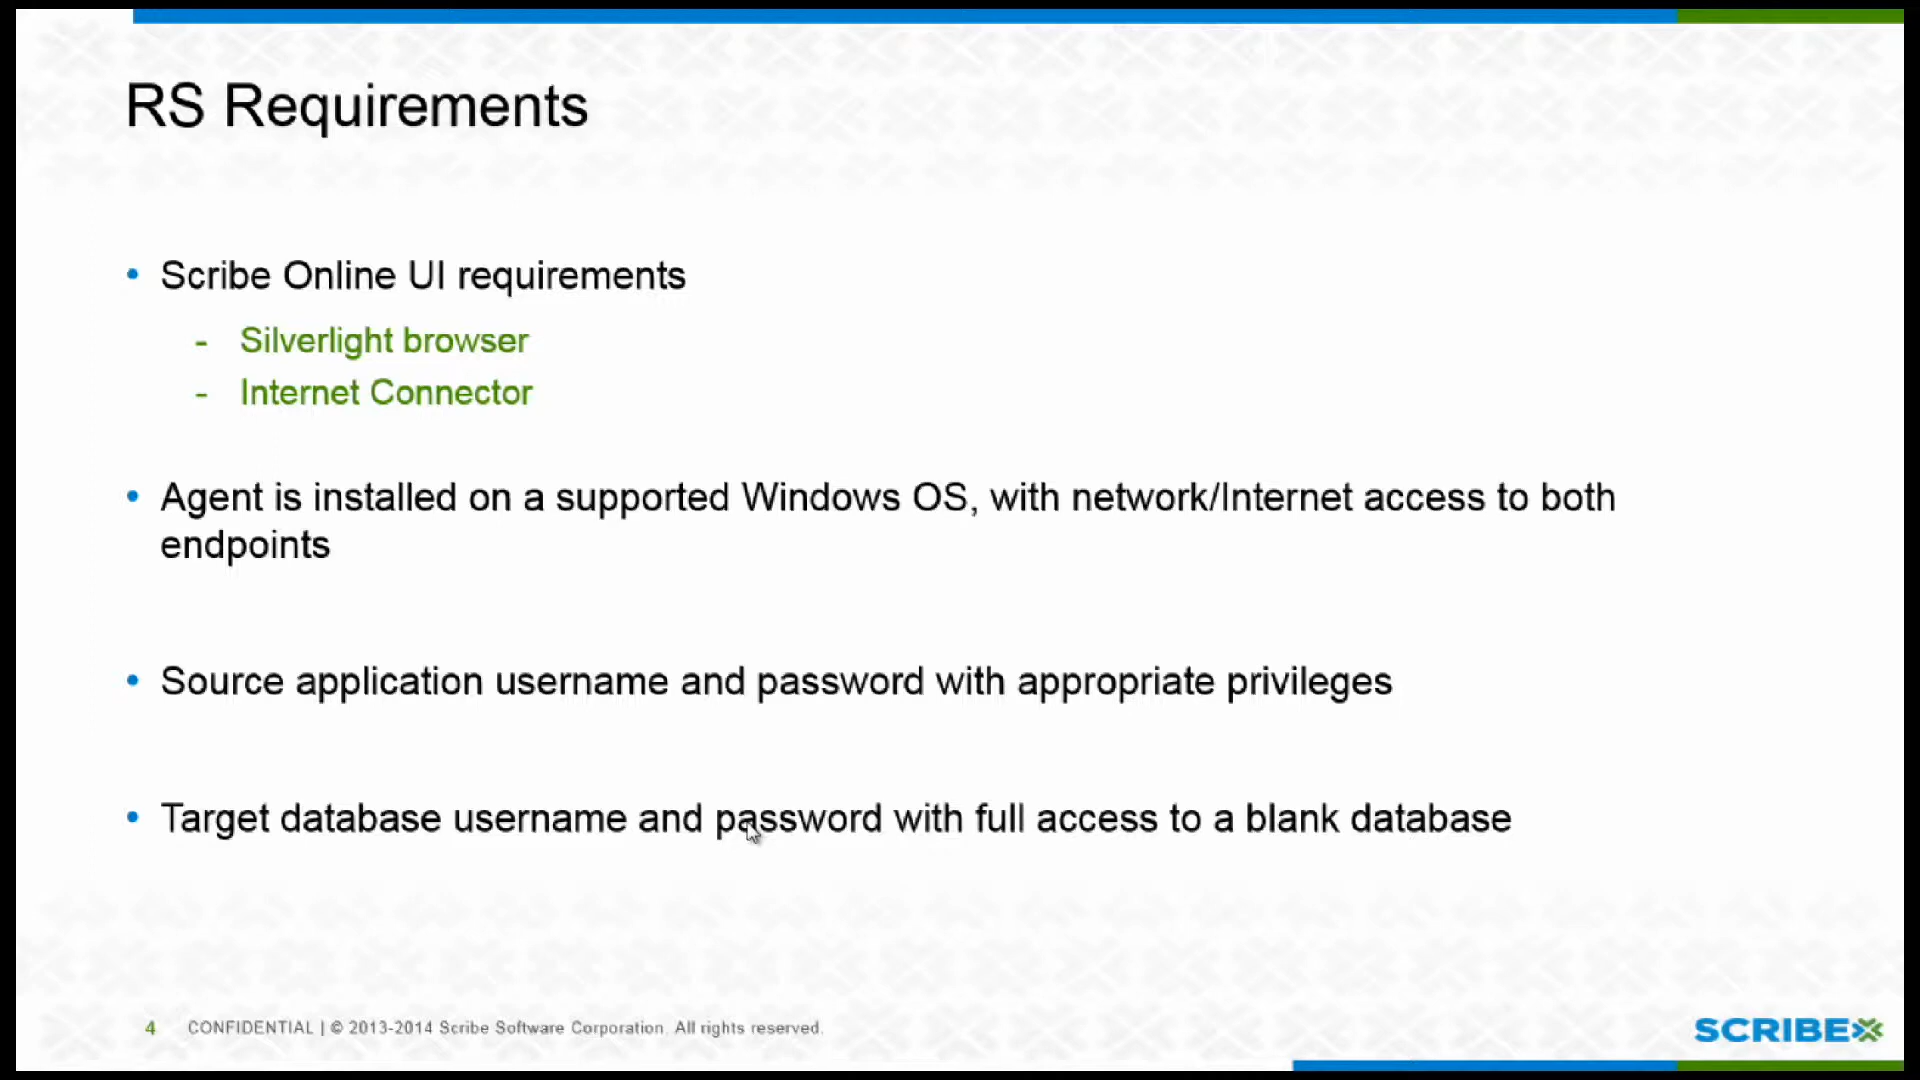 RS Requirements
• Scribe Online UI requirements
- Silverlight browser
- Internet Connector
• Agent is installed on a supported Windows OS, with network/Internet access to both
endpoints
• Source application username and password with appropriate privileges
• Target database username and password with full access to a blank database
4 CONFIDENTIAL | © 2013-2014 Scribe Software Corporation. All rights reserved.
SCRIBE